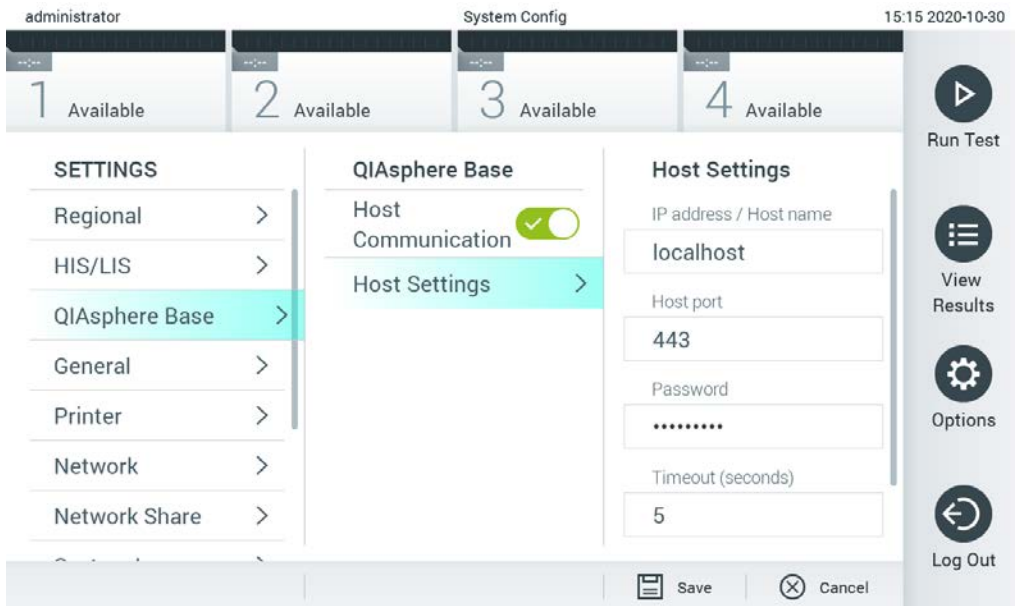 administrator
System Config
15:15 2020-10-30
--:--
--:--
--:--
--:--
1 Available
2 Available
3 Available
4 Available
Run Test
View
Results
Options
Log Out
SETTINGS
Regional
HIS/LIS
QIAsphere Base
General
Printer
Network
Network Share
QIAsphere Base
Host
Communication
Host Settings
Host Settings
IP address / Host name
localhost
Host port
443
Password
•••••••••
Timeout (seconds)
5
Save
Cancel